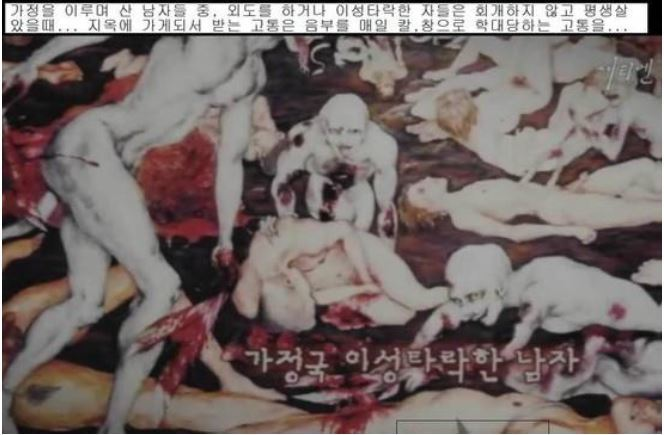 가정을 이루며 산 남자들 중, 외도를 하거나 이성타락한 자들은 회개하지 않고 평생살
았을때... 지옥에 가게되서 받는 고통은 음부를 매일 칼,창으로 학대당하는 고통을...
가정국 이성타락한 남자